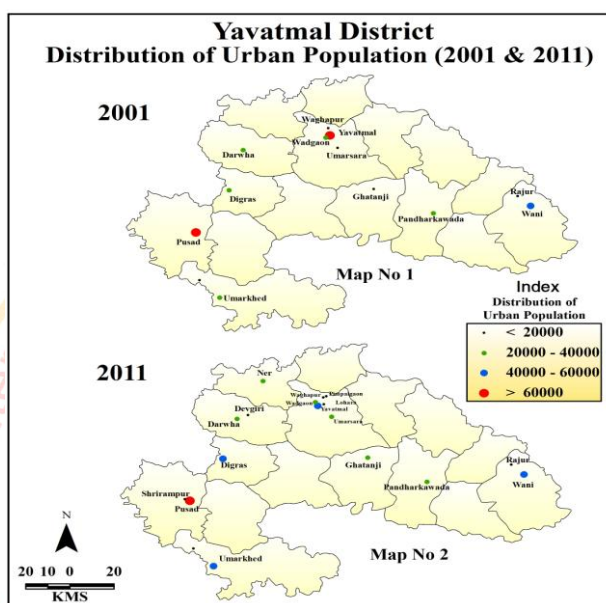 Yavatmal District
Distribution of Urban Population (2001 & 2011)
2001
Waghapur
Yavatmal
Wadgaon
Umarsara
Darwha
Digras
Ghatanji
Rajur
Wani
Pandharkawada
Pusad
Umarkhed
Map No 1
Index
Distribution of
Urban Population
< 20000
20000 - 40000
40000 - 60000
> 60000
2011
Ner
Waghapur
Wadgaon
Lohara
Yavatmal
Umarsara
Devgiri
Darwha
Digras
Ghatanji
Rajur
Wani
Pandharkawada
Shrirampur
Pusad
Umarkhed
Map No 2
N
20 10 0 20
KMS